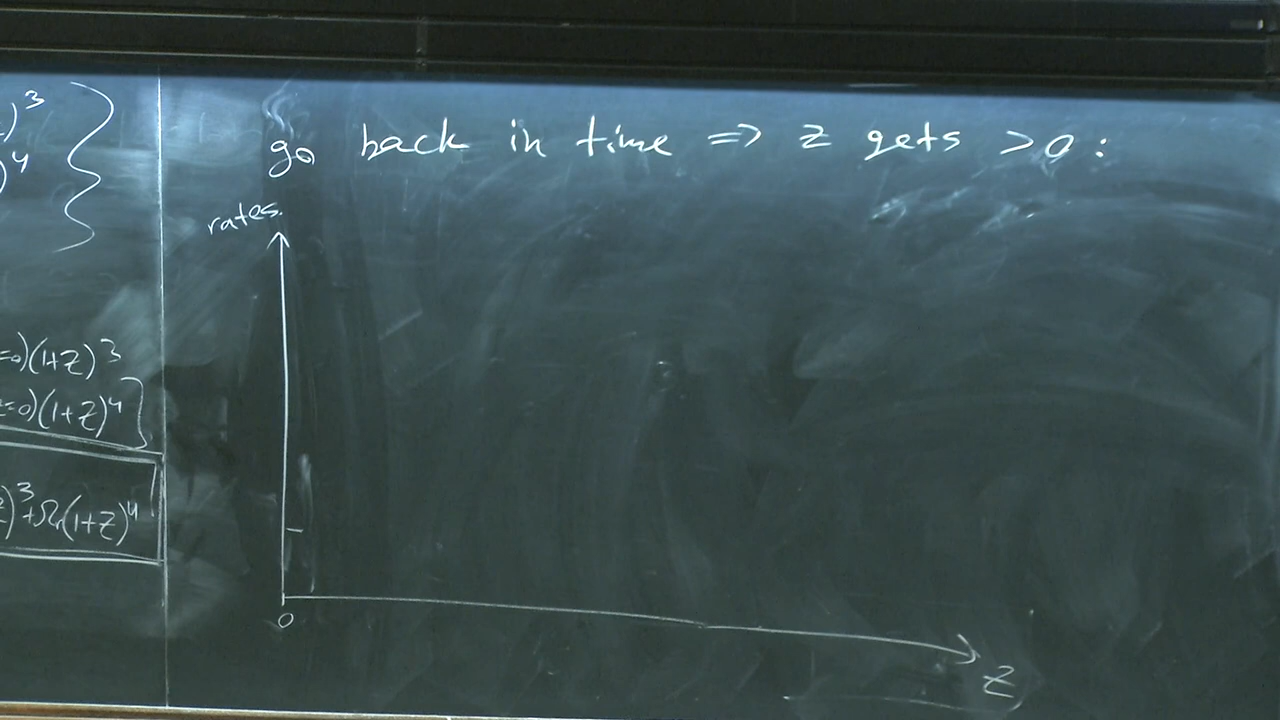 )³
)⁴
go back in time => z gets >0:
rates
=0)(1+z)³
z=0)(1+z)⁴
)³+Ωr(1+z)⁴
0
z